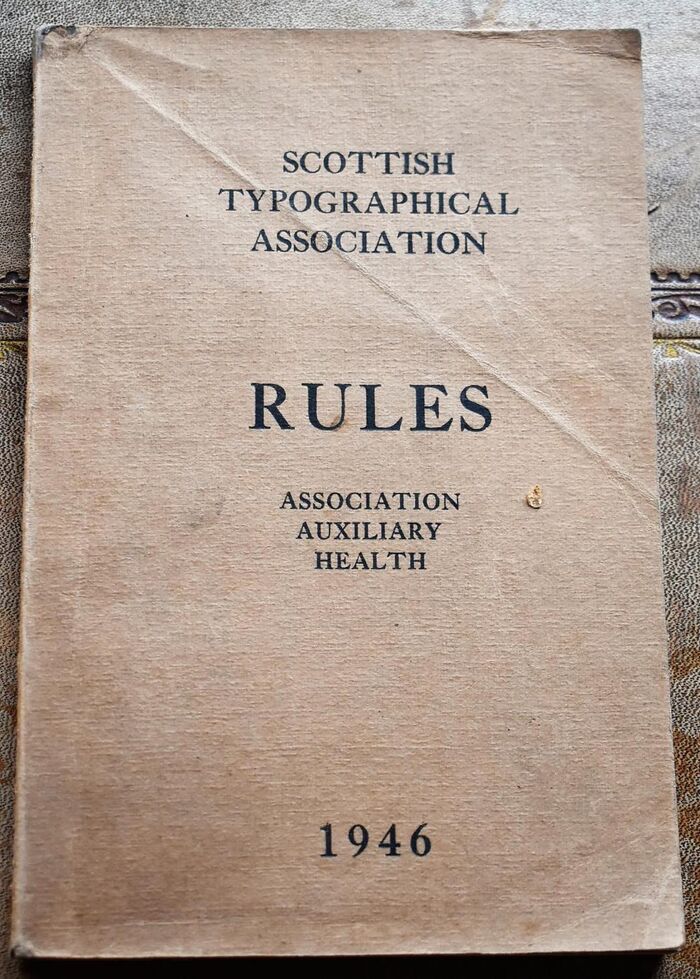 SCOTTISH
TYPOGRAPHICAL
ASSOCIATION
RULES
ASSOCIATION
AUXILIARY
HEALTH
1946